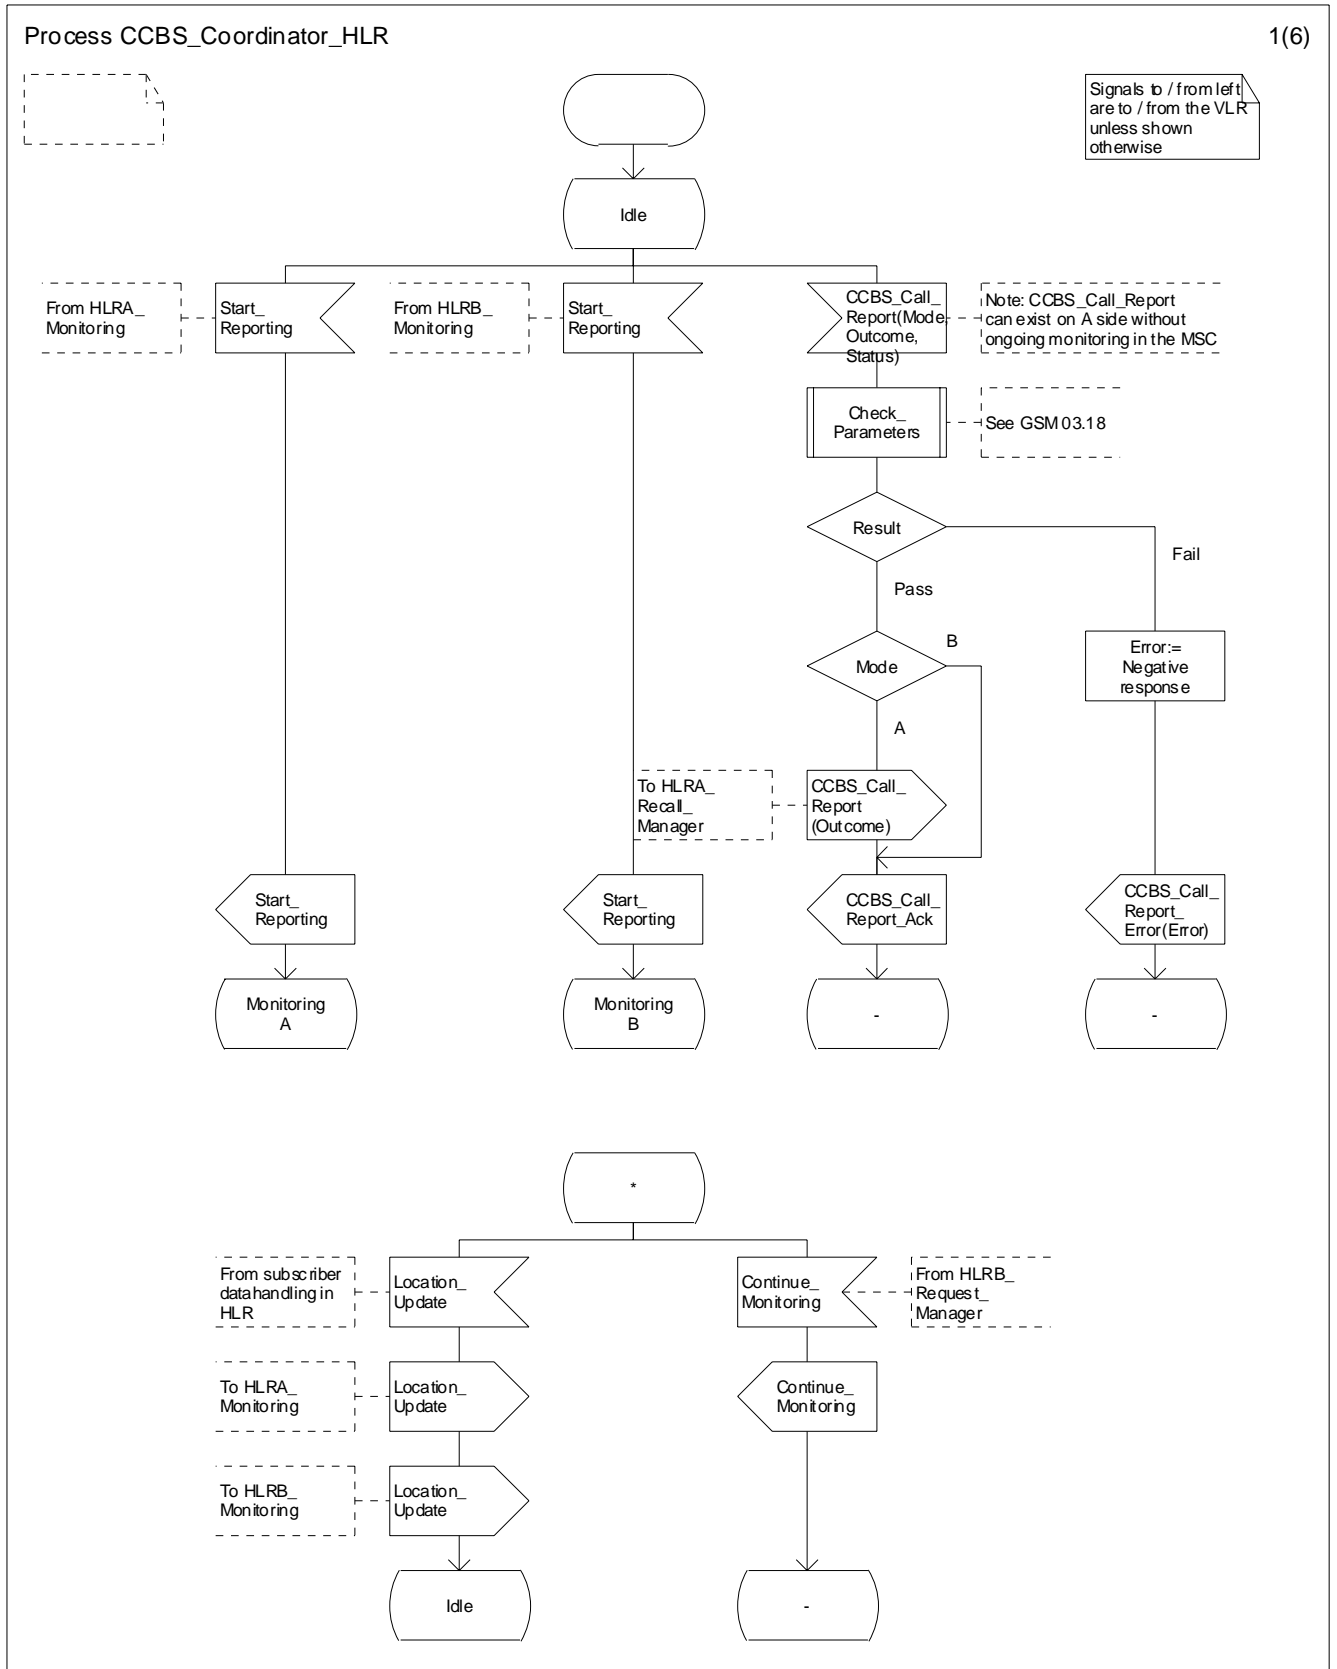 Process CCBS_Coordinator_HLR
1(6)
Signals to / from left
are to / from the VLR
unless shown
otherwise
Idle
From HLRA_
Monitoring
Start_
Reporting
From HLRB_
Monitoring
Start_
Reporting
CCBS_Call_
Report(Mode,
Outcome,
Status)
Note: CCBS_Call_Report
can exist on A side without
ongoing monitoring in the MSC
Check_
Parameters
See GSM 03.18
Result
Fail
Pass
B
Mode
Error:=
Negative
response
A
To HLRA_
Recall_
Manager
CCBS_Call_
Report
(Outcome)
Start_
Reporting
Start_
Reporting
CCBS_Call_
Report_Ack
CCBS_Call_
Report_
Error(Error)
Monitoring
A
Monitoring
B
-
-
*
From subscriber
data handling in
HLR
Location_
Update
Continue_
Monitoring
From HLRB_
Request_
Manager
To HLRA_
Monitoring
Location_
Update
Continue_
Monitoring
To HLRB_
Monitoring
Location_
Update
Idle
-